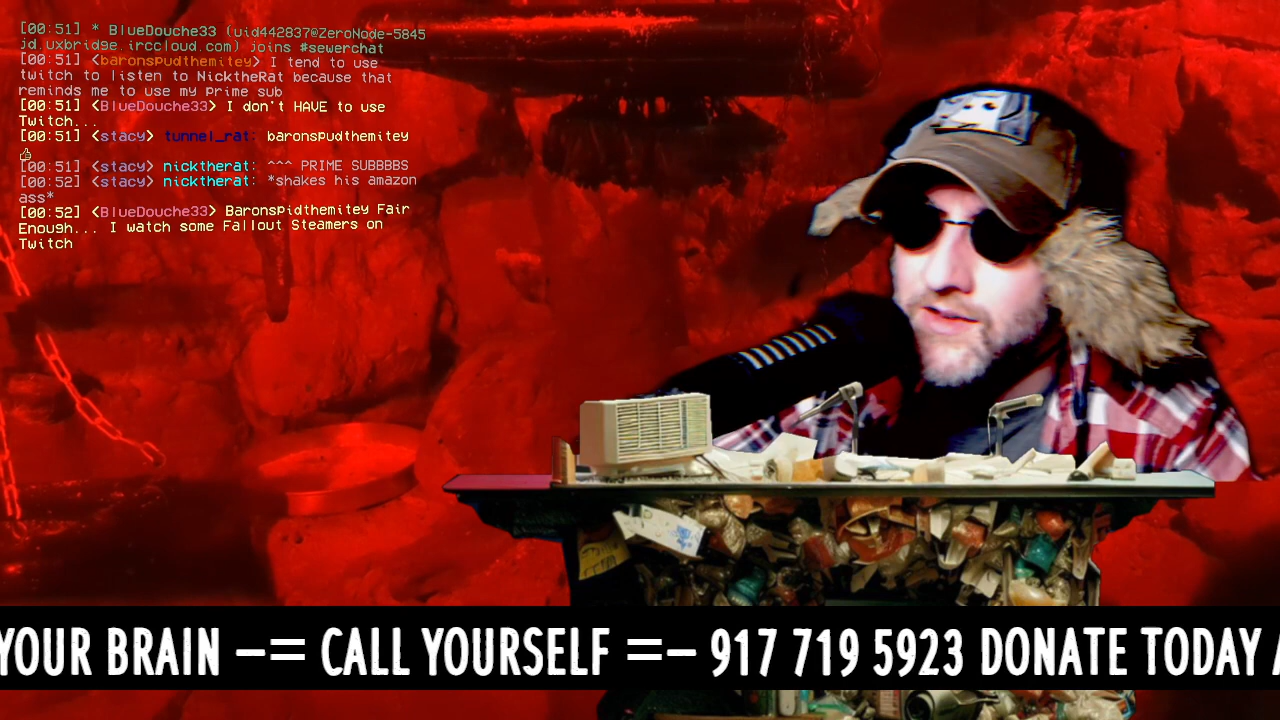 [00:51] * BlueDouche33 (uid442837@ZeroNode-5845
jd.uxbridge.irccloud.com) joins #sewerchat
[00:51] <baronspudthemitey> I tend to use
twitch to listen to NicktheRat because that
reminds me to use my prime sub
[00:51] <BlueDouche33> I don't HAVE to use
Twitch...
[00:51] <stacy> tunnel_rat: baronspudthemitey
👍
[00:51] <stacy> nicktherat: ^^^ PRIME SUBBBBS
[00:52] <stacy> nicktherat: *shakes his amazon
ass*
[00:52] <BlueDouche33> Baronspidthemitey Fair
Enough... I watch some Fallout Steamers on
Twitch
YOUR BRAIN –= CALL YOURSELF =– 917 719 5923 DONATE TODAY A